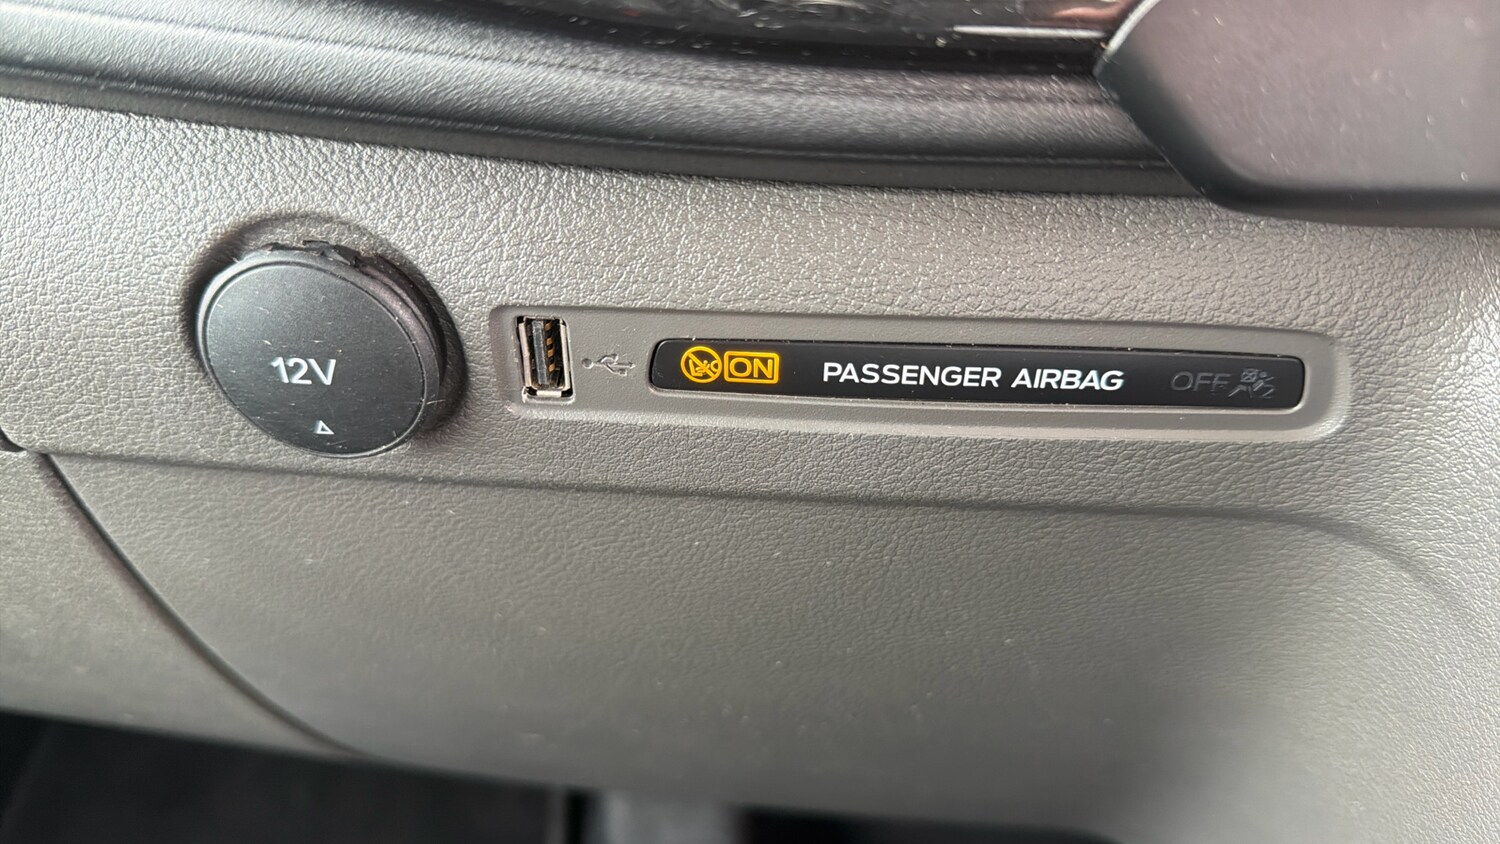 12V
ON PASSENGER AIRBAG OFF